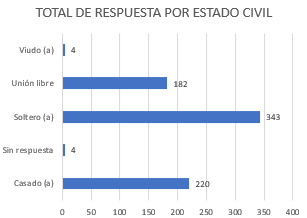 TOTAL DE RESPUESTA POR ESTADO CIVIL
Viudo (a) 4
Unión libre 182
Soltero (a) 343
Sin respuesta 4
Casado (a) 220
0 50 100 150 200 250 300 350 400